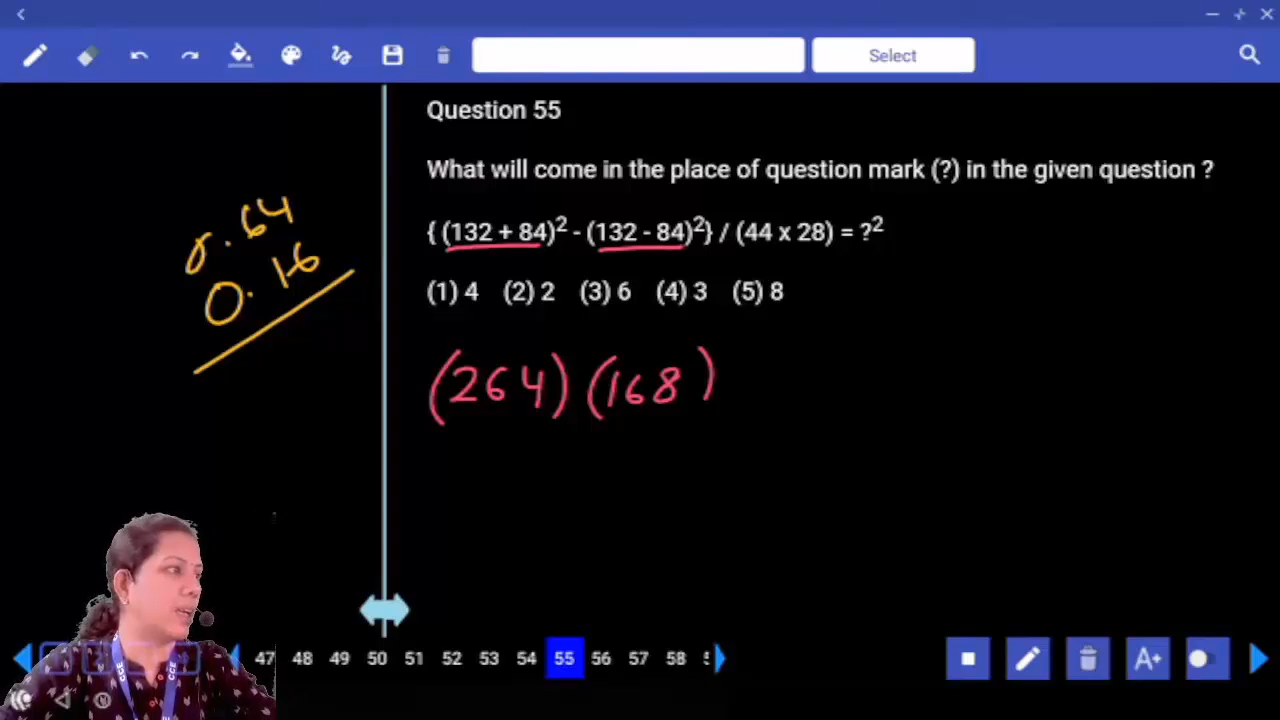 Select
Question 55
What will come in the place of question mark (?) in the given question ?
{ (132 + 84)² - (132 - 84)²} / (44 x 28) = ?²
(1) 4 (2) 2 (3) 6 (4) 3 (5) 8
(264) (168)
.64
0.16
47 48 49 50 51 52 53 54 55 56 57 58
A+
CCE